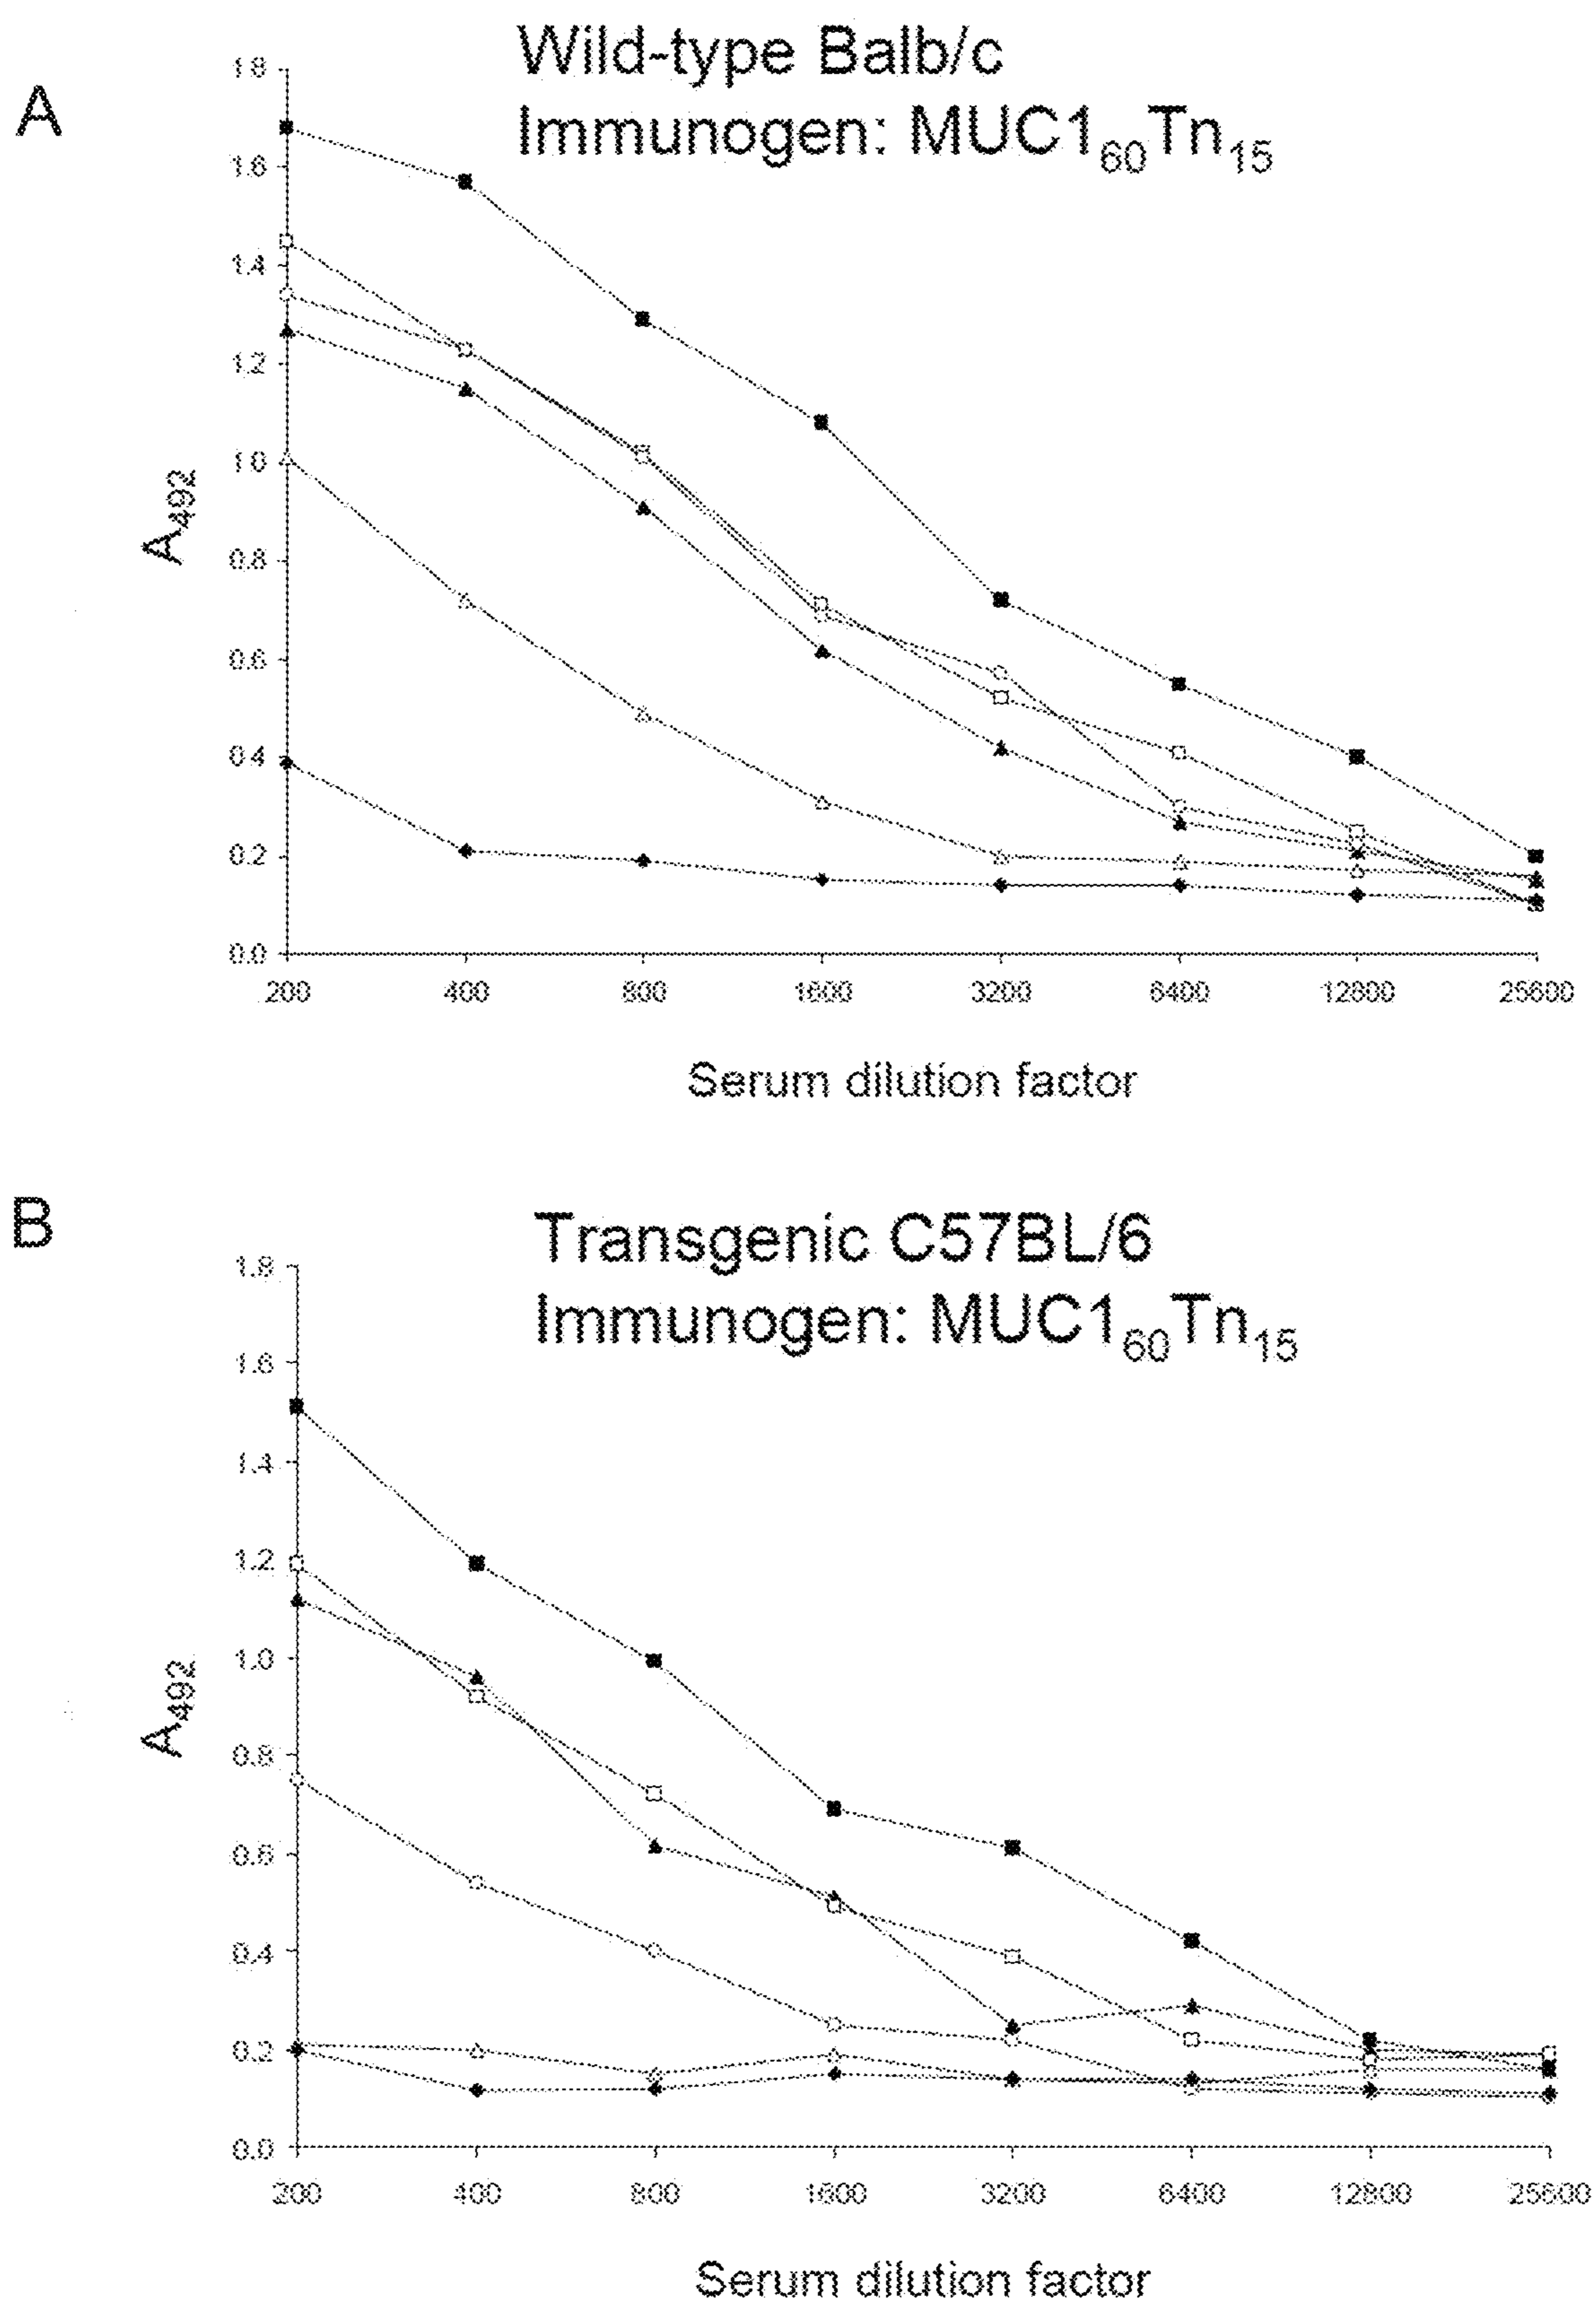 A
Wild-type Balb/c
Immunogen: MUC1₆₀Tn₁₅
1.8
1.6
1.4
1.2
1.0
0.8
0.6
0.4
0.2
0.0
A₄₉₂
200 400 800 1600 3200 6400 12800 25600
Serum dilution factor
B
Transgenic C57BL/6
Immunogen: MUC1₆₀Tn₁₅
1.8
1.6
1.4
1.2
1.0
0.8
0.6
0.4
0.2
0.0
A₄₉₂
200 400 800 1600 3200 6400 12800 25600
Serum dilution factor